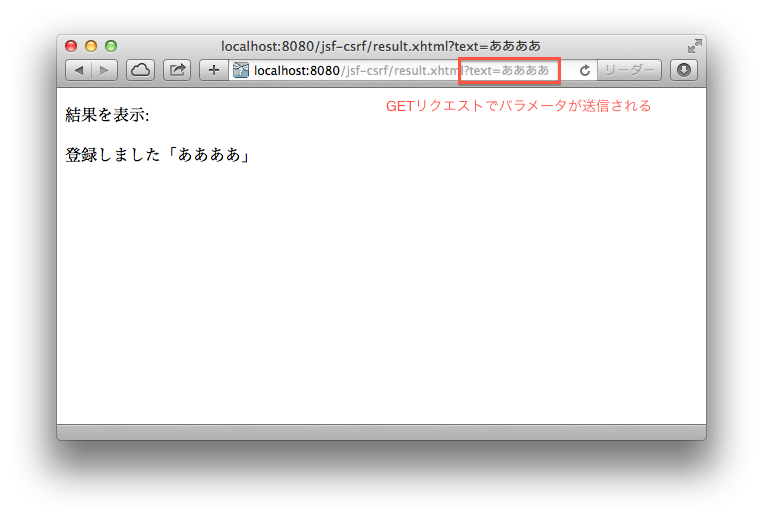 localhost:8080/jsf-csrf/result.xhtml?text=ああああ
localhost:8080/jsf-csrf/result.xhtml?text=ああああ
リーダー
GETリクエストでパラメータが送信される
結果を表示:
登録しました「ああああ」